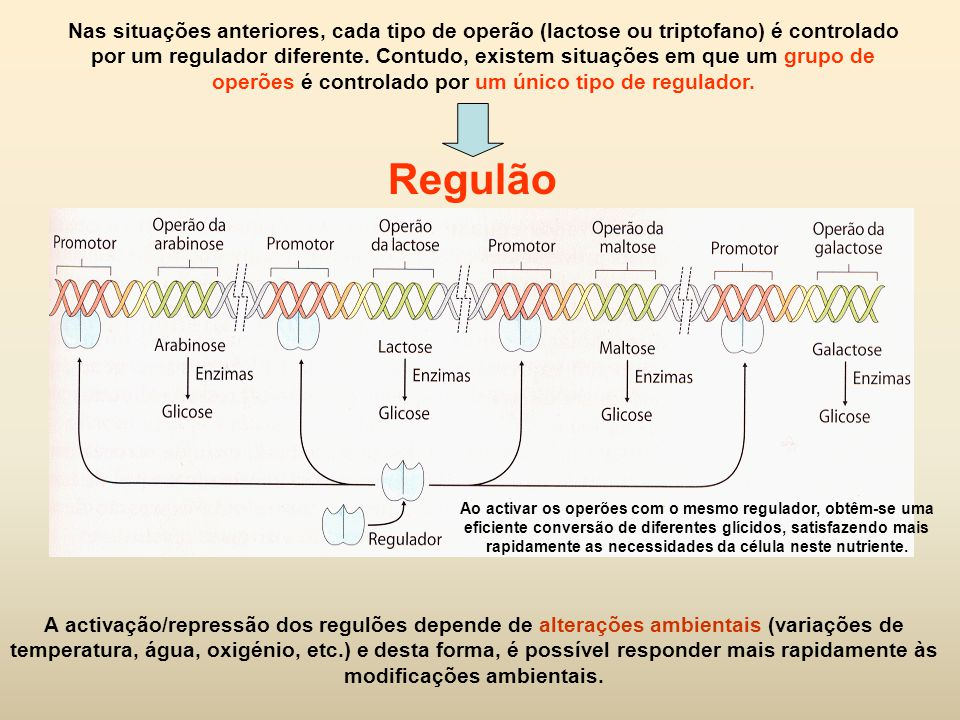 Nas situações anteriores, cada tipo de operão (lactose ou triptofano) é controlado
por um regulador diferente. Contudo, existem situações em que um grupo de
operões é controlado por um único tipo de regulador.
Regulão
Promotor
Operão da
arabinose
Promotor
Operão
da lactose
Promotor
Operão da
maltose
Promotor
Operão da
galactose
Arabinose
Enzimas
Glicose
Lactose
Enzimas
Glicose
Maltose
Enzimas
Glicose
Galactose
Enzimas
Glicose
Regulador
Ao activar os operões com o mesmo regulador, obtêm-se uma
eficiente conversão de diferentes glícidos, satisfazendo mais
rapidamente as necessidades da célula neste nutriente.
A activação/repressão dos regulões depende de alterações ambientais (variações de
temperatura, água, oxigénio, etc.) e desta forma, é possível responder mais rapidamente às
modificações ambientais.